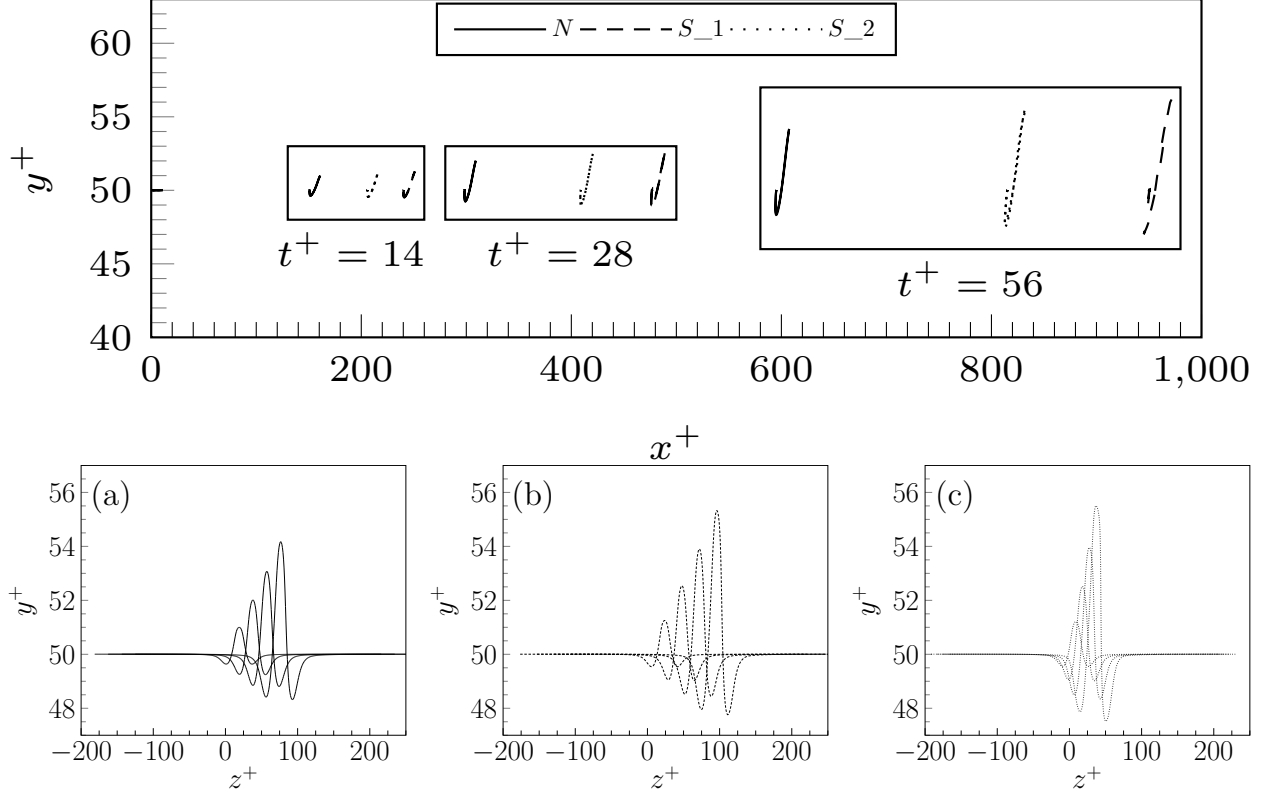 N S_1 S_2
60
55
50
45
40
y+
t+ = 14 t+ = 28 t+ = 56
0 200 400 600 800 1,000
x+
(a) (b) (c)
56 56 56
54 54 54
52 52 52
50 50 50
48 48 48
y+ y+ y+
−200 −100 0 100 200 −200 −100 0 100 200 −200 −100 0 100 200
z+ z+ z+